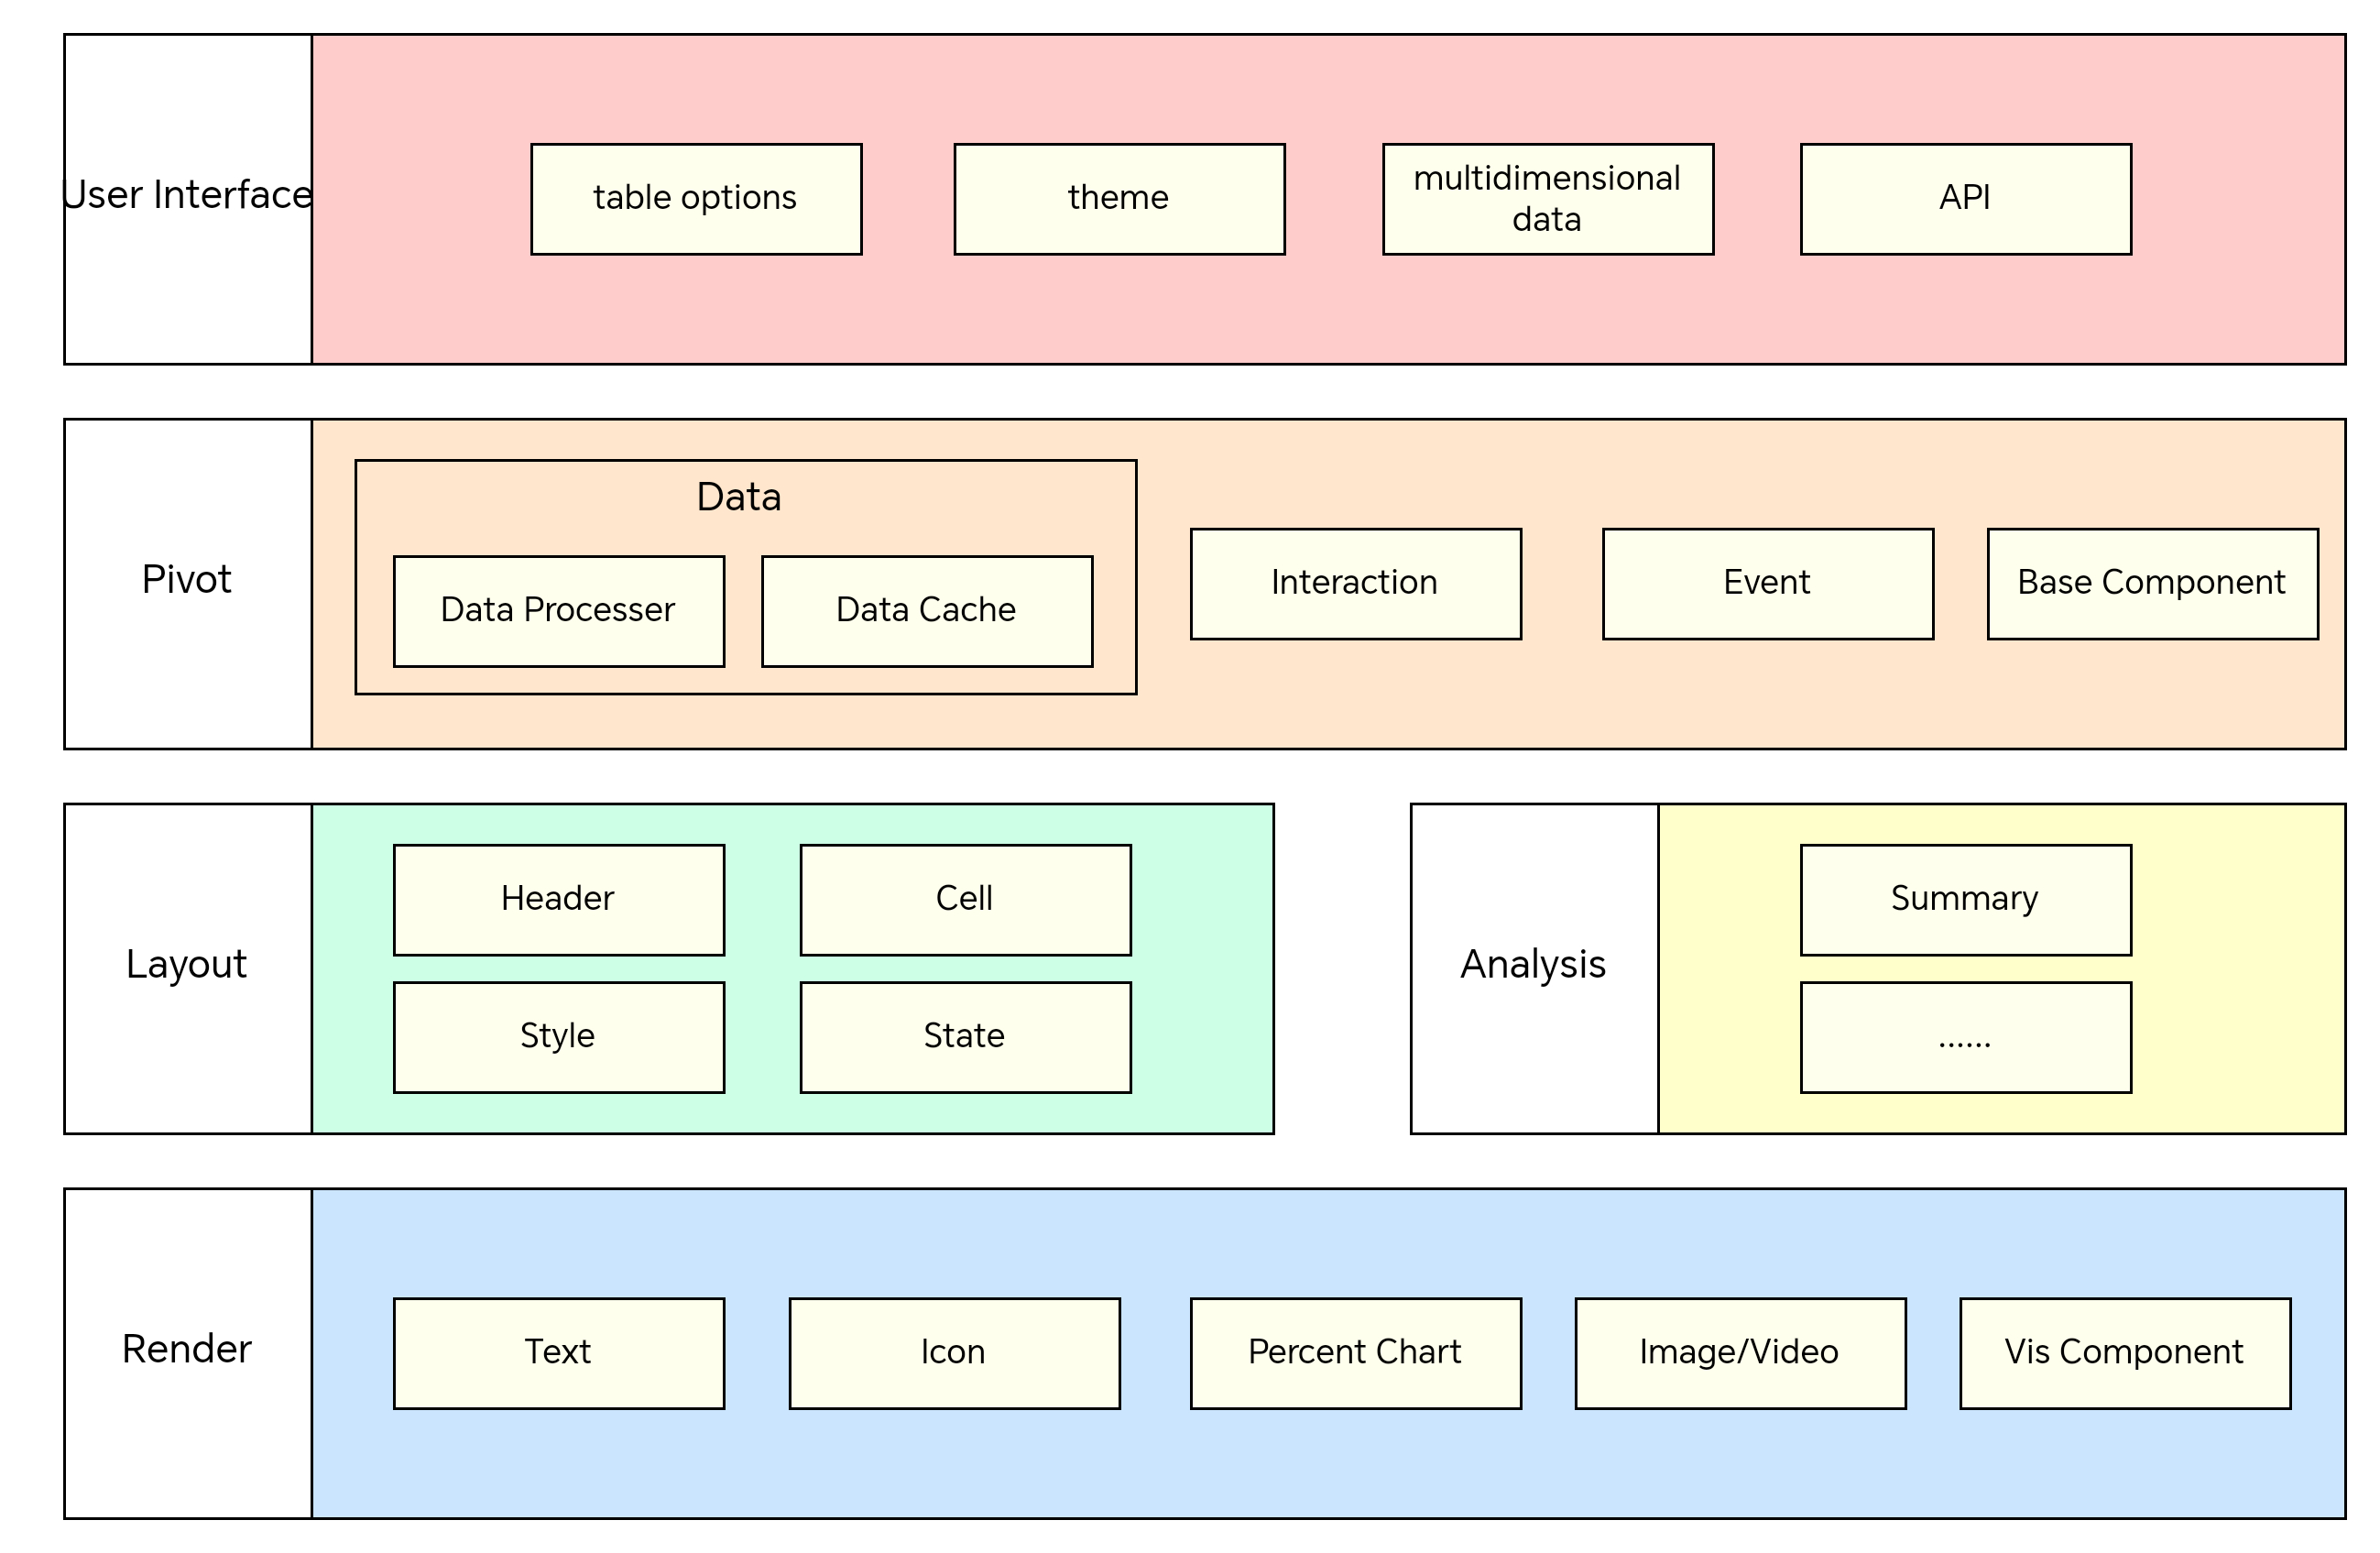 User Interface
table options
theme
multidimensional
data
API
Pivot
Data
Data Processer
Data Cache
Interaction
Event
Base Component
Layout
Header
Cell
Style
State
Analysis
Summary
......
Render
Text
Icon
Percent Chart
Image/Video
Vis Component